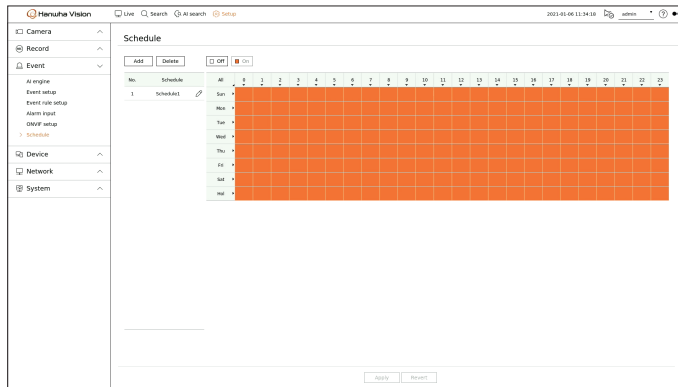 Hanwha Vision Live Search AI search Setup 2021-01-06 11:34:18 admin
Camera
Record
Event
AI engine
Event setup
Event rule setup
Alarm input
ONVIF setup
> Schedule
Device
Network
System
Schedule
Add Delete Off On
No. Schedule All 0 1 2 3 4 5 6 7 8 9 10 11 12 13 14 15 16 17 18 19 20 21 22 23
1 Schedule1 Sun
Mon
Tue
Wed
Thu
Fri
Sat
Hol
Apply Revert